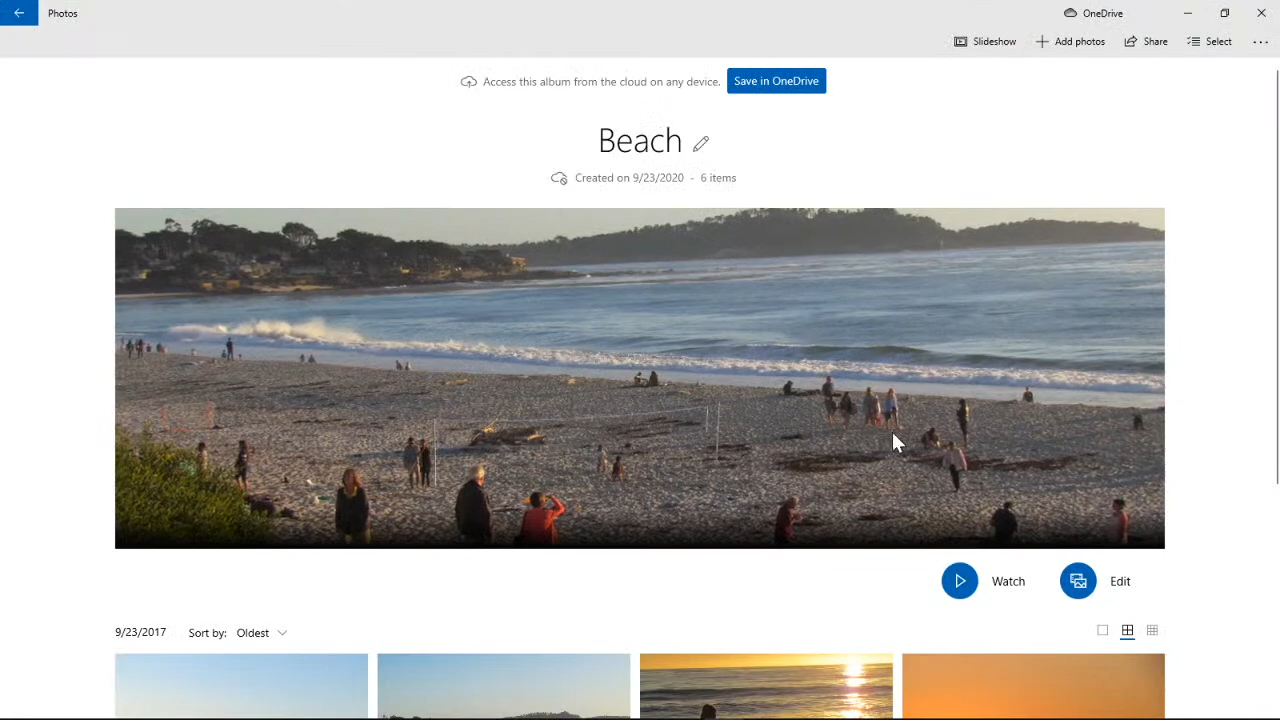 Photos
OneDrive
Slideshow
Add photos
Share
Select
Access this album from the cloud on any device.
Save in OneDrive
Beach
Created on 9/23/2020 - 6 items
Watch
Edit
9/23/2017 Sort by: Oldest